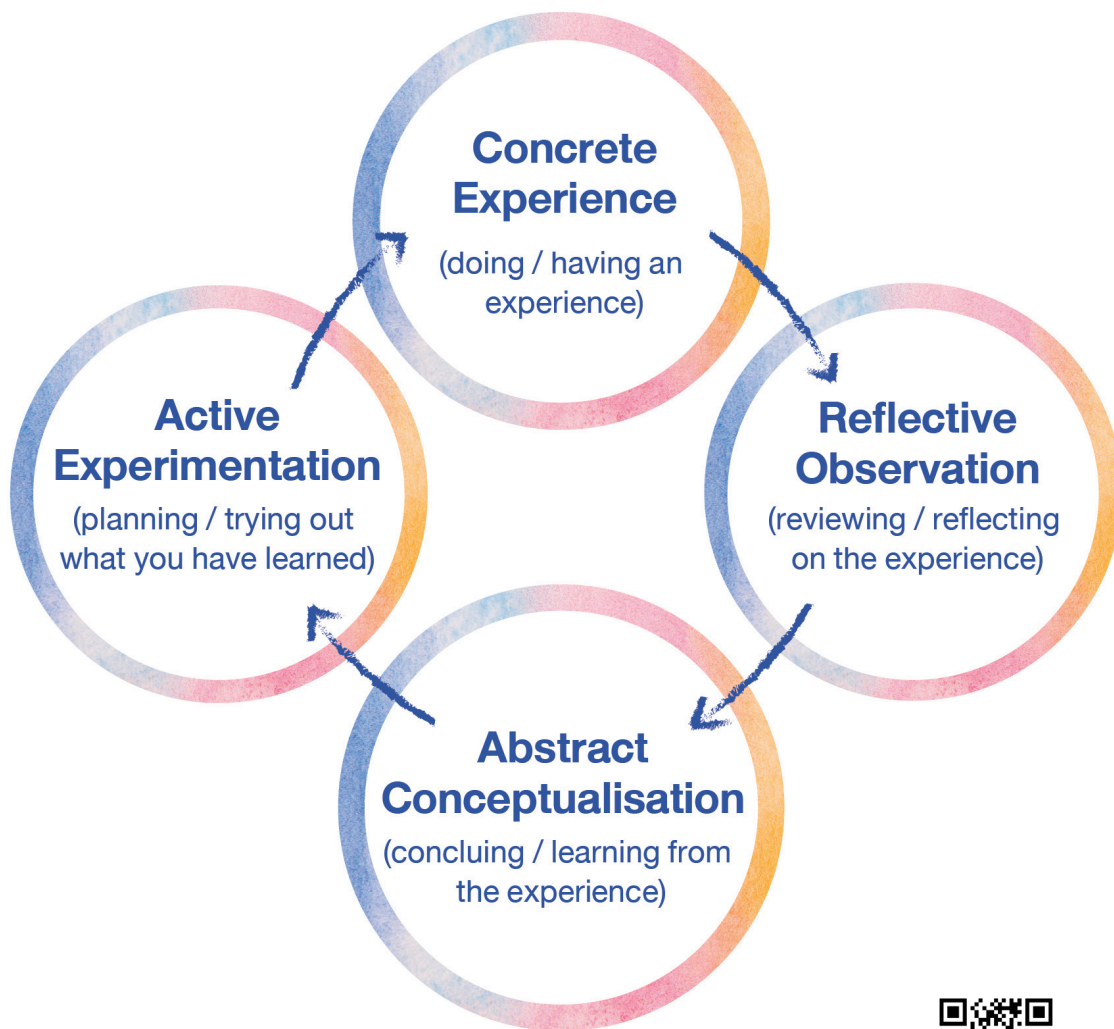 Concrete
Experience
(doing / having an
experience)
Reflective
Observation
(reviewing / reflecting
on the experience)
Abstract
Conceptualisation
(concluing / learning from
the experience)
Active
Experimentation
(planning / trying out
what you have learned)